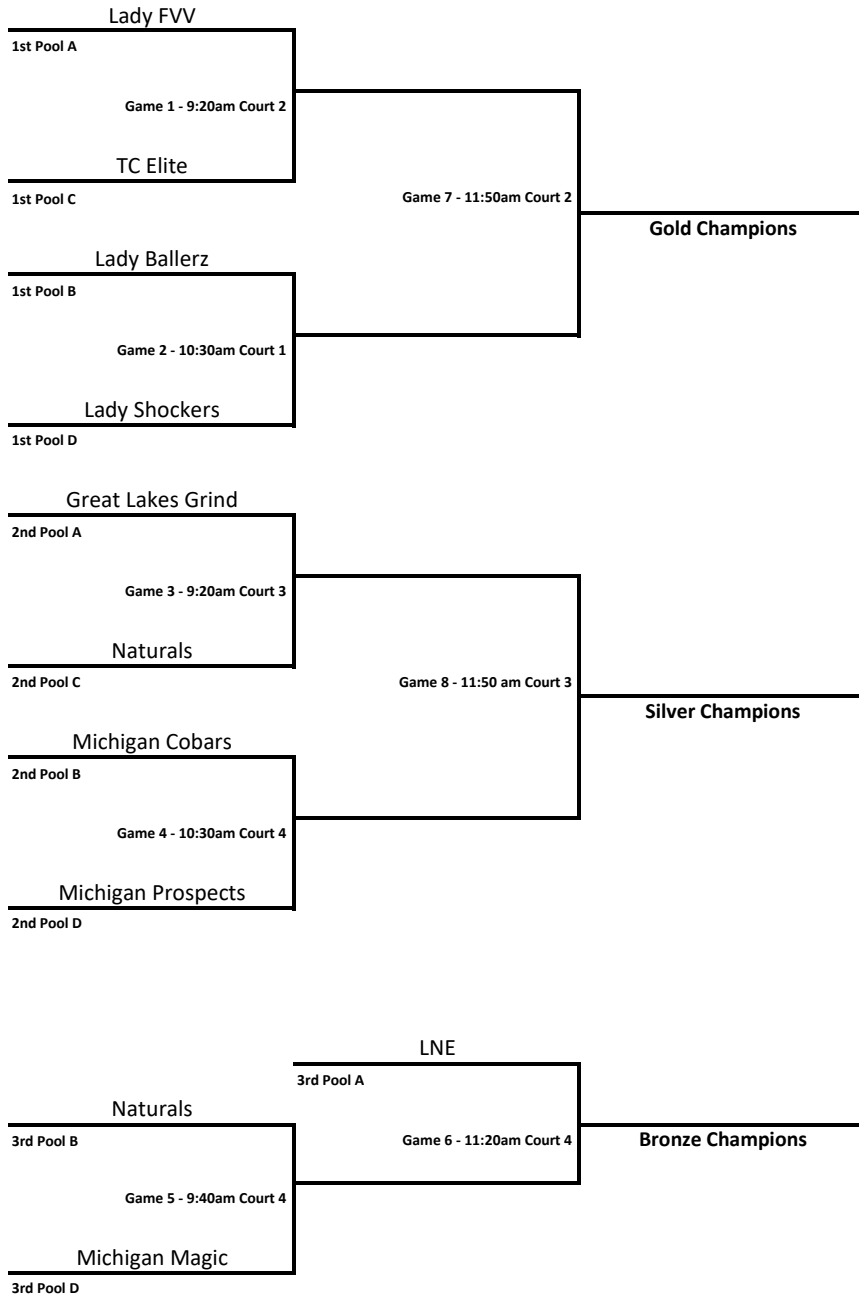 Lady FVV
1st Pool A
Game 1 - 9:20am Court 2
TC Elite
1st Pool C
Game 7 - 11:50am Court 2
Gold Champions
Lady Ballerz
1st Pool B
Game 2 - 10:30am Court 1
Lady Shockers
1st Pool D
Great Lakes Grind
2nd Pool A
Game 3 - 9:20am Court 3
Naturals
2nd Pool C
Game 8 - 11:50 am Court 3
Silver Champions
Michigan Cobars
2nd Pool B
Game 4 - 10:30am Court 4
Michigan Prospects
2nd Pool D
LNE
3rd Pool A
Naturals
3rd Pool B
Game 6 - 11:20am Court 4
Bronze Champions
Game 5 - 9:40am Court 4
Michigan Magic
3rd Pool D